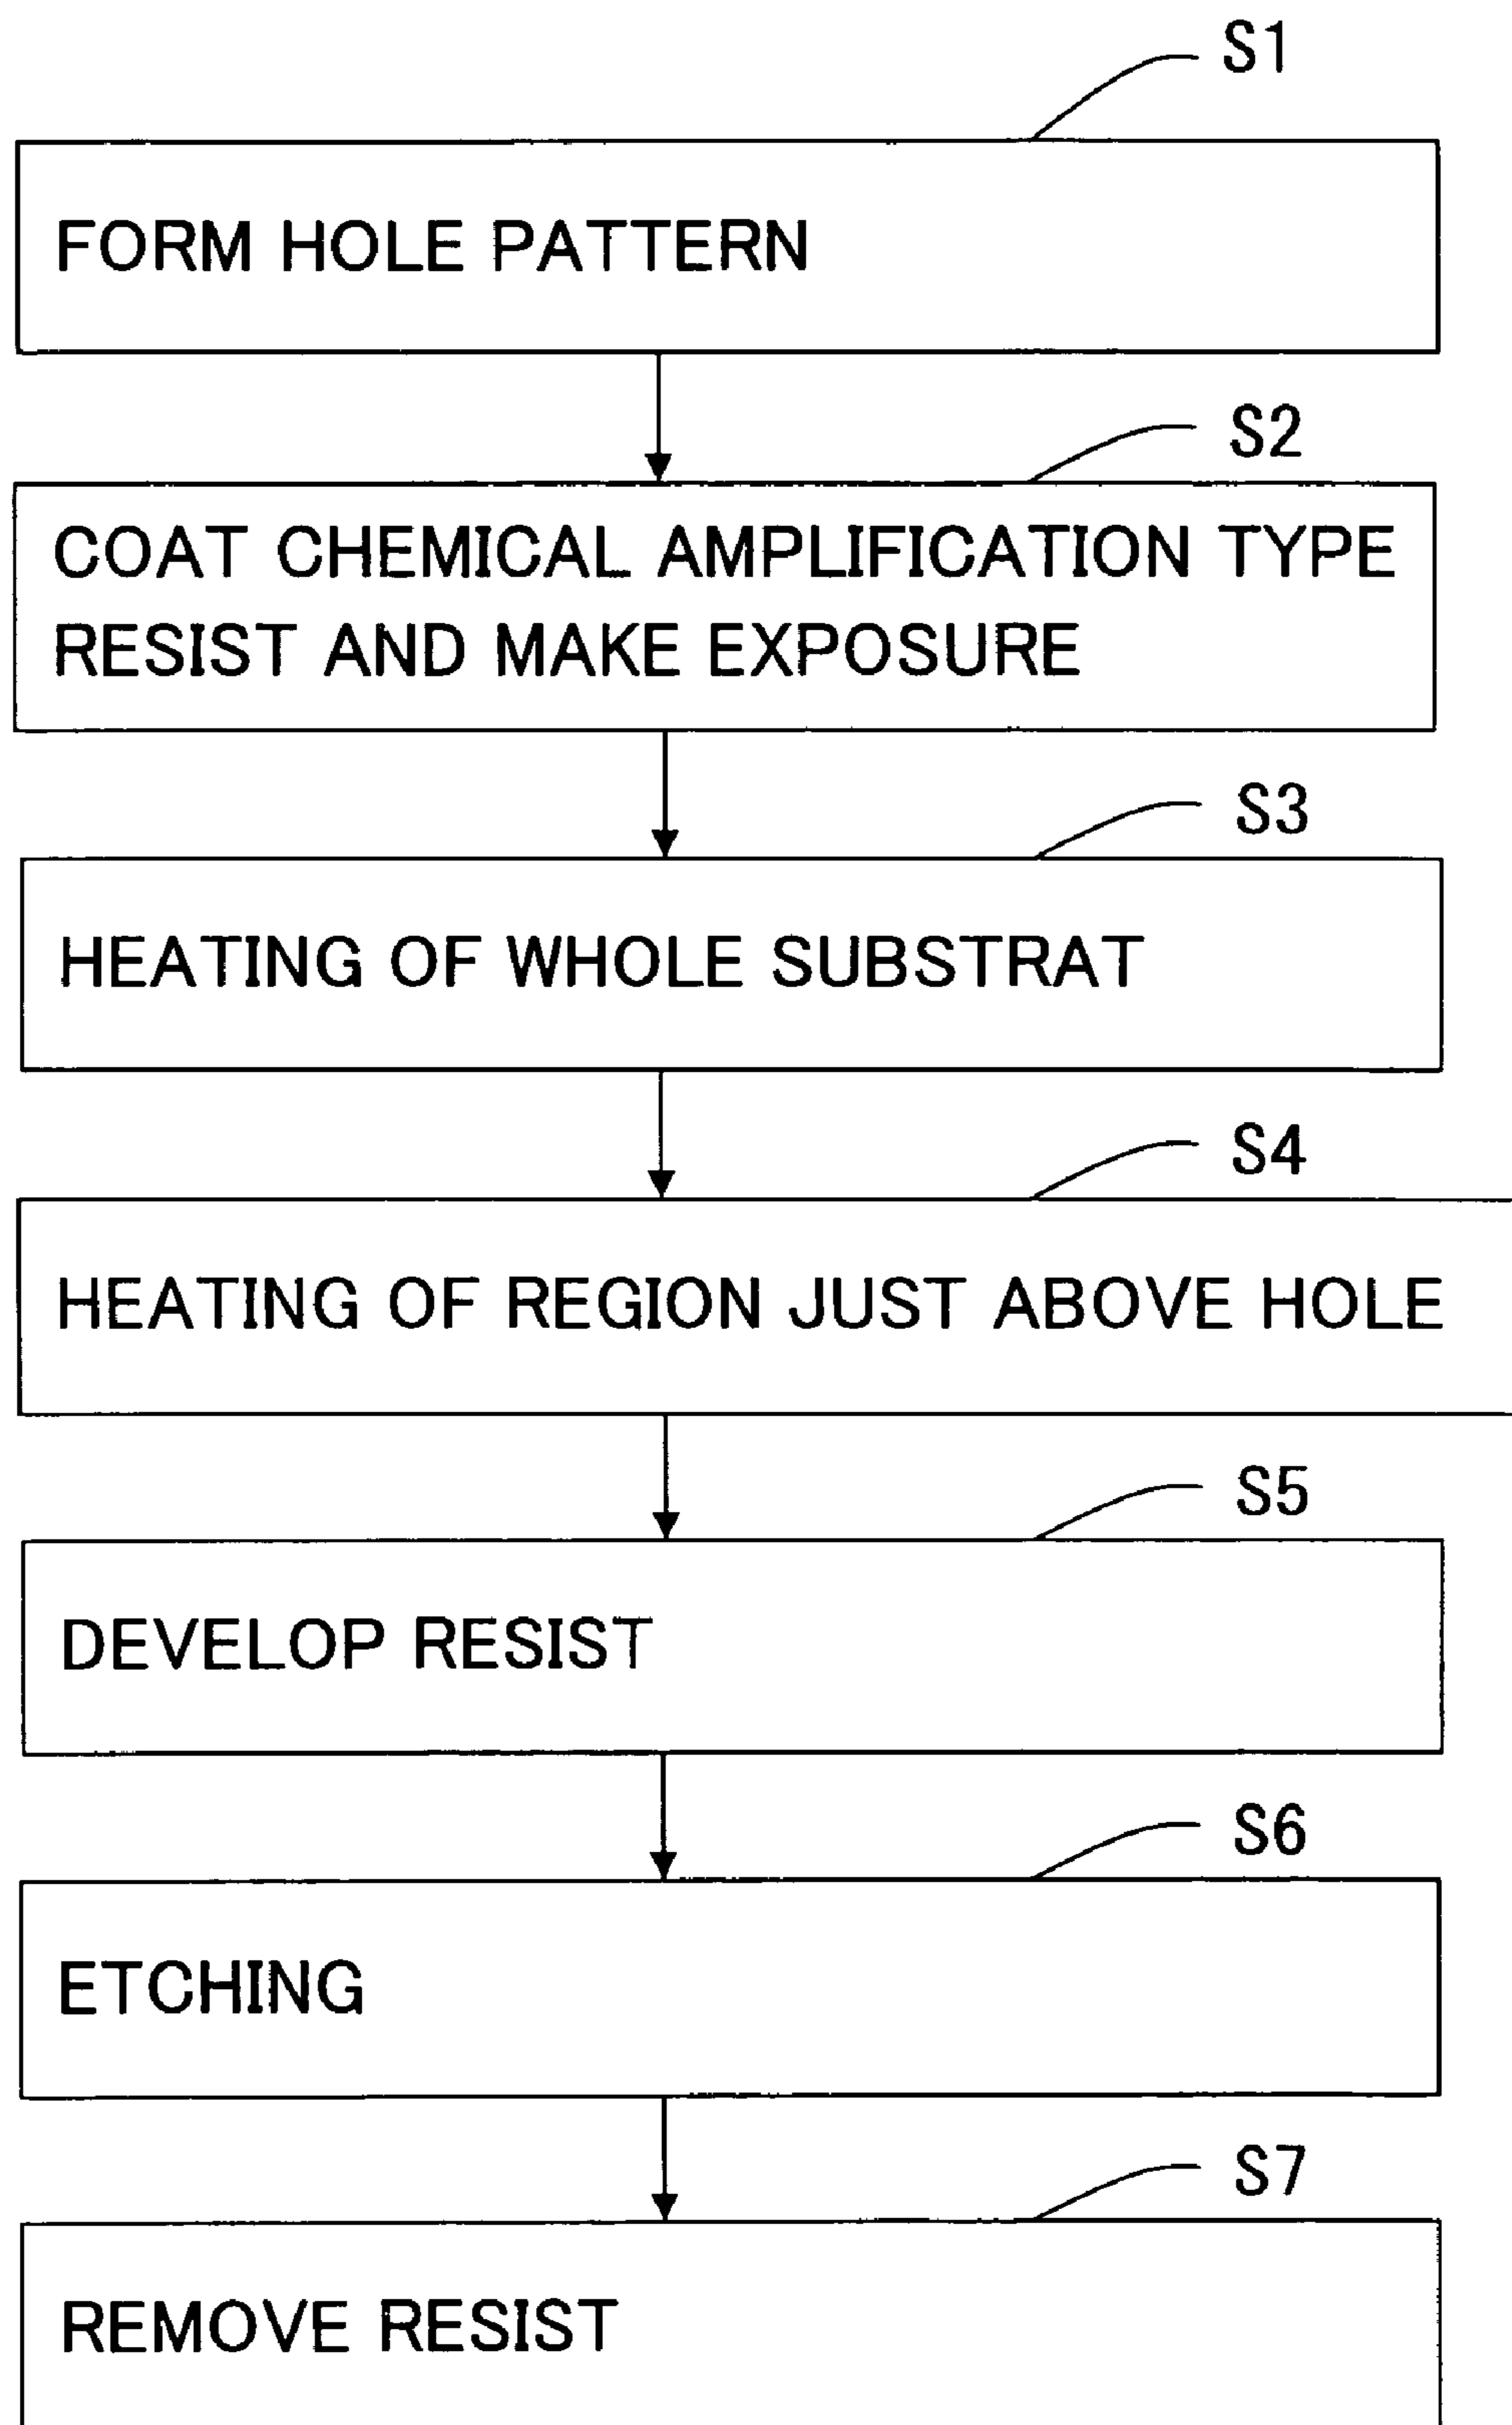 S1
FORM HOLE PATTERN
S2
COAT CHEMICAL AMPLIFICATION TYPE
RESIST AND MAKE EXPOSURE
S3
HEATING OF WHOLE SUBSTRAT
S4
HEATING OF REGION JUST ABOVE HOLE
S5
DEVELOP RESIST
S6
ETCHING
S7
REMOVE RESIST